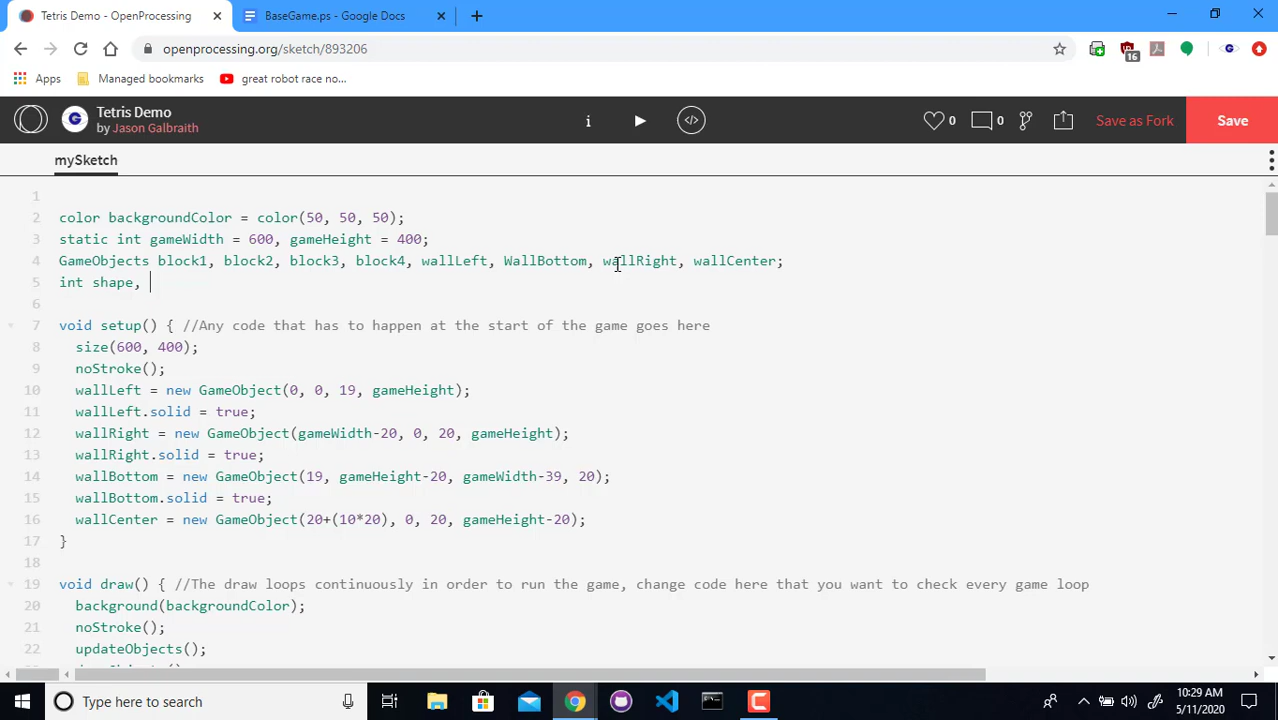 Tetris Demo - OpenProcessing
BaseGame.ps - Google Docs
openprocessing.org/sketch/893206
16
Apps
Managed bookmarks
great robot race no...
Tetris Demo
by Jason Galbraith
0
0
Save as Fork
Save
mySketch
1
2 color backgroundColor = color(50, 50, 50);
3 static int gameWidth = 600, gameHeight = 400;
4 GameObjects block1, block2, block3, block4, wallLeft, WallBottom, wallRight, wallCenter;
5 int shape,
6
7 void setup() { //Any code that has to happen at the start of the game goes here
8 size(600, 400);
9 noStroke();
10 wallLeft = new GameObject(0, 0, 19, gameHeight);
11 wallLeft.solid = true;
12 wallRight = new GameObject(gameWidth-20, 0, 20, gameHeight);
13 wallRight.solid = true;
14 wallBottom = new GameObject(19, gameHeight-20, gameWidth-39, 20);
15 wallBottom.solid = true;
16 wallCenter = new GameObject(20+(10*20), 0, 20, gameHeight-20);
17 }
18
19 void draw() { //The draw loops continuously in order to run the game, change code here that you want to check every game loop
20 background(backgroundColor);
21 noStroke();
22 updateObjects();
Type here to search
10:29 AM
5/11/2020